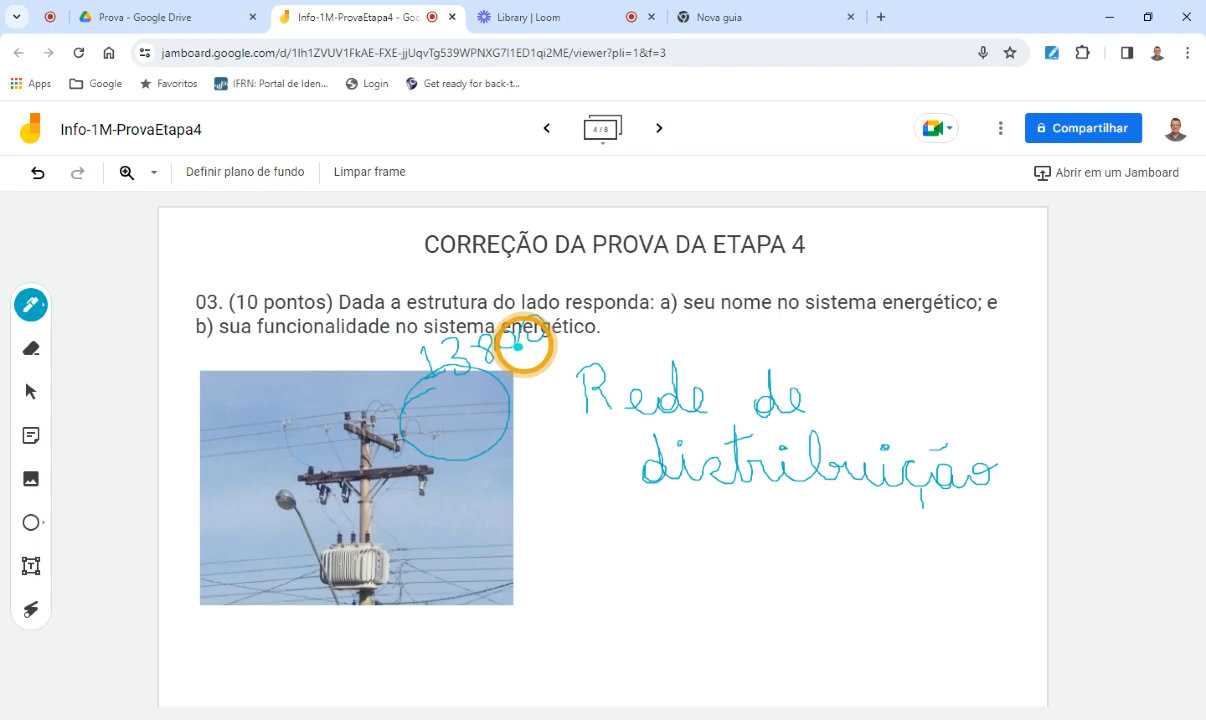 Prova - Google Drive
Info-1M-ProvaEtapa4 - Goo
Library | Loom
Nova guia
jamboard.google.com/d/1Ih1ZVUV1FkAE-FXE-jjUqvTg539WPNXG7I1ED1qi2ME/viewer?pli=1&f=3
Apps
Google
Favoritos
IFRN: Portal de Iden...
Login
Get ready for back-t...
Info-1M-ProvaEtapa4
4 / 8
Compartilhar
Definir plano de fundo
Limpar frame
Abrir em um Jamboard
CORREÇÃO DA PROVA DA ETAPA 4
03. (10 pontos) Dada a estrutura do lado responda: a) seu nome no sistema energético; e
b) sua funcionalidade no sistema energético.
13800
Rede de
distribuição